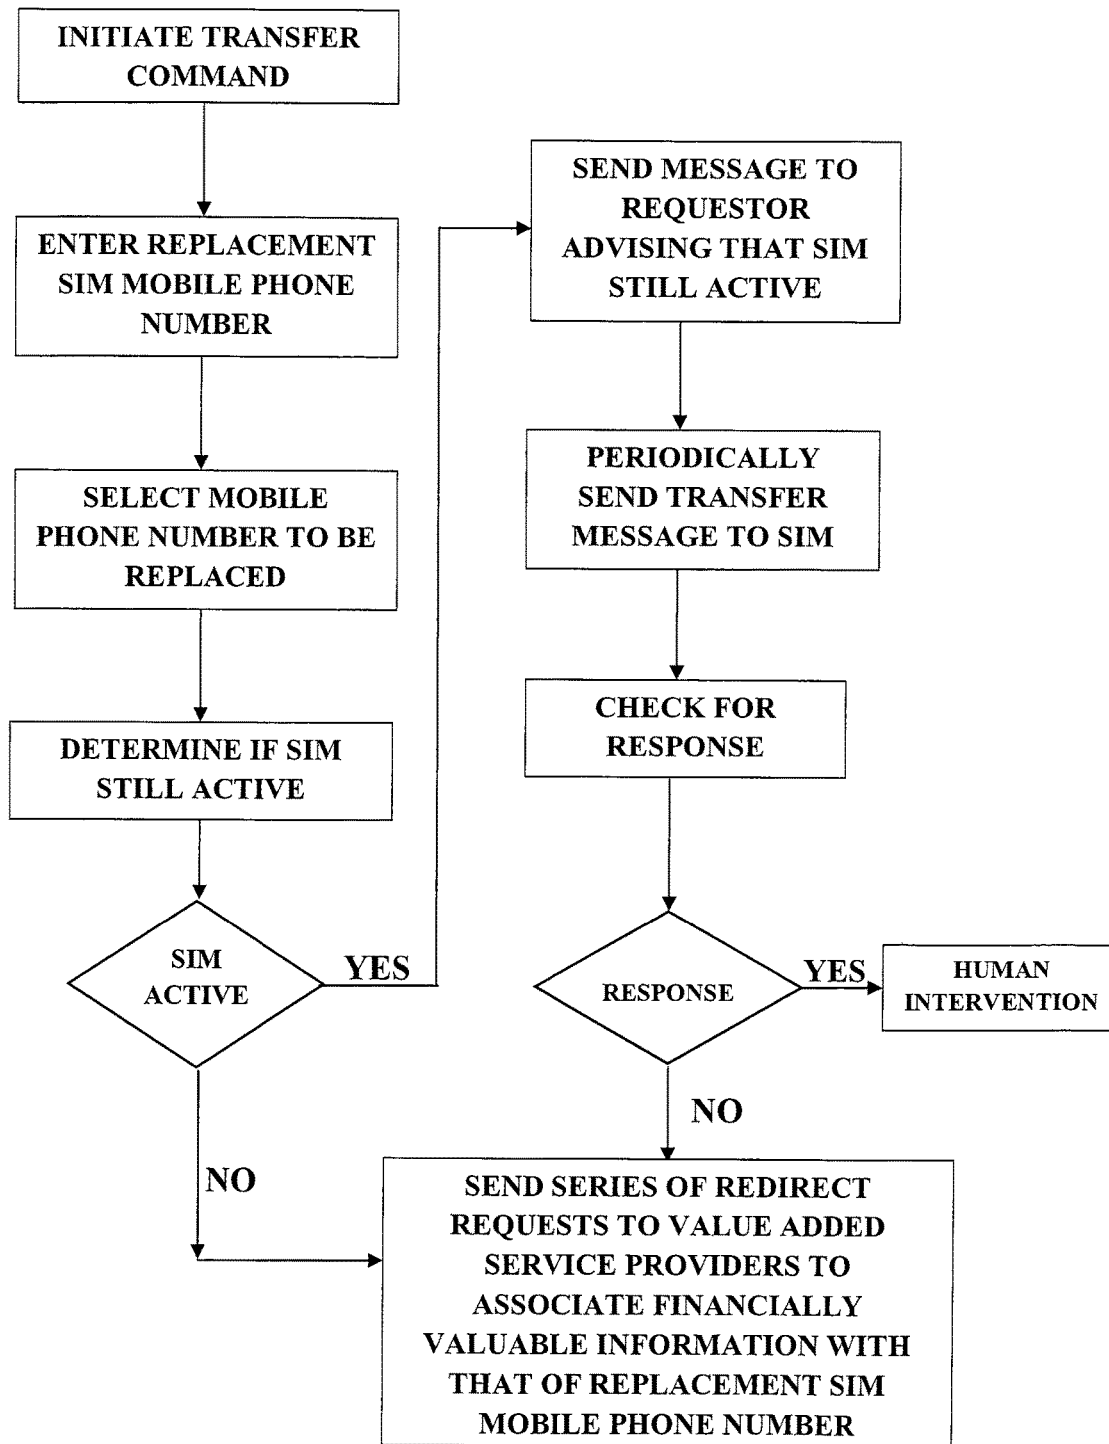 INITIATE TRANSFER
COMMAND
ENTER REPLACEMENT
SIM MOBILE PHONE
NUMBER
SELECT MOBILE
PHONE NUMBER TO BE
REPLACED
DETERMINE IF SIM
STILL ACTIVE
SIM
ACTIVE
YES
NO
SEND MESSAGE TO
REQUESTOR
ADVISING THAT SIM
STILL ACTIVE
PERIODICALLY
SEND TRANSFER
MESSAGE TO SIM
CHECK FOR
RESPONSE
RESPONSE
YES
HUMAN
INTERVENTION
NO
SEND SERIES OF REDIRECT
REQUESTS TO VALUE ADDED
SERVICE PROVIDERS TO
ASSOCIATE FINANCIALLY
VALUABLE INFORMATION WITH
THAT OF REPLACEMENT SIM
MOBILE PHONE NUMBER